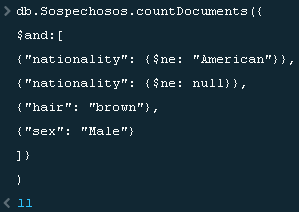 > db.Sospechosos.countDocuments({
$and:[
{"nationality": {$ne: "American"}},
{"nationality": {$ne: null}},
{"hair": "brown"},
{"sex": "Male"}
]}
)
< 11